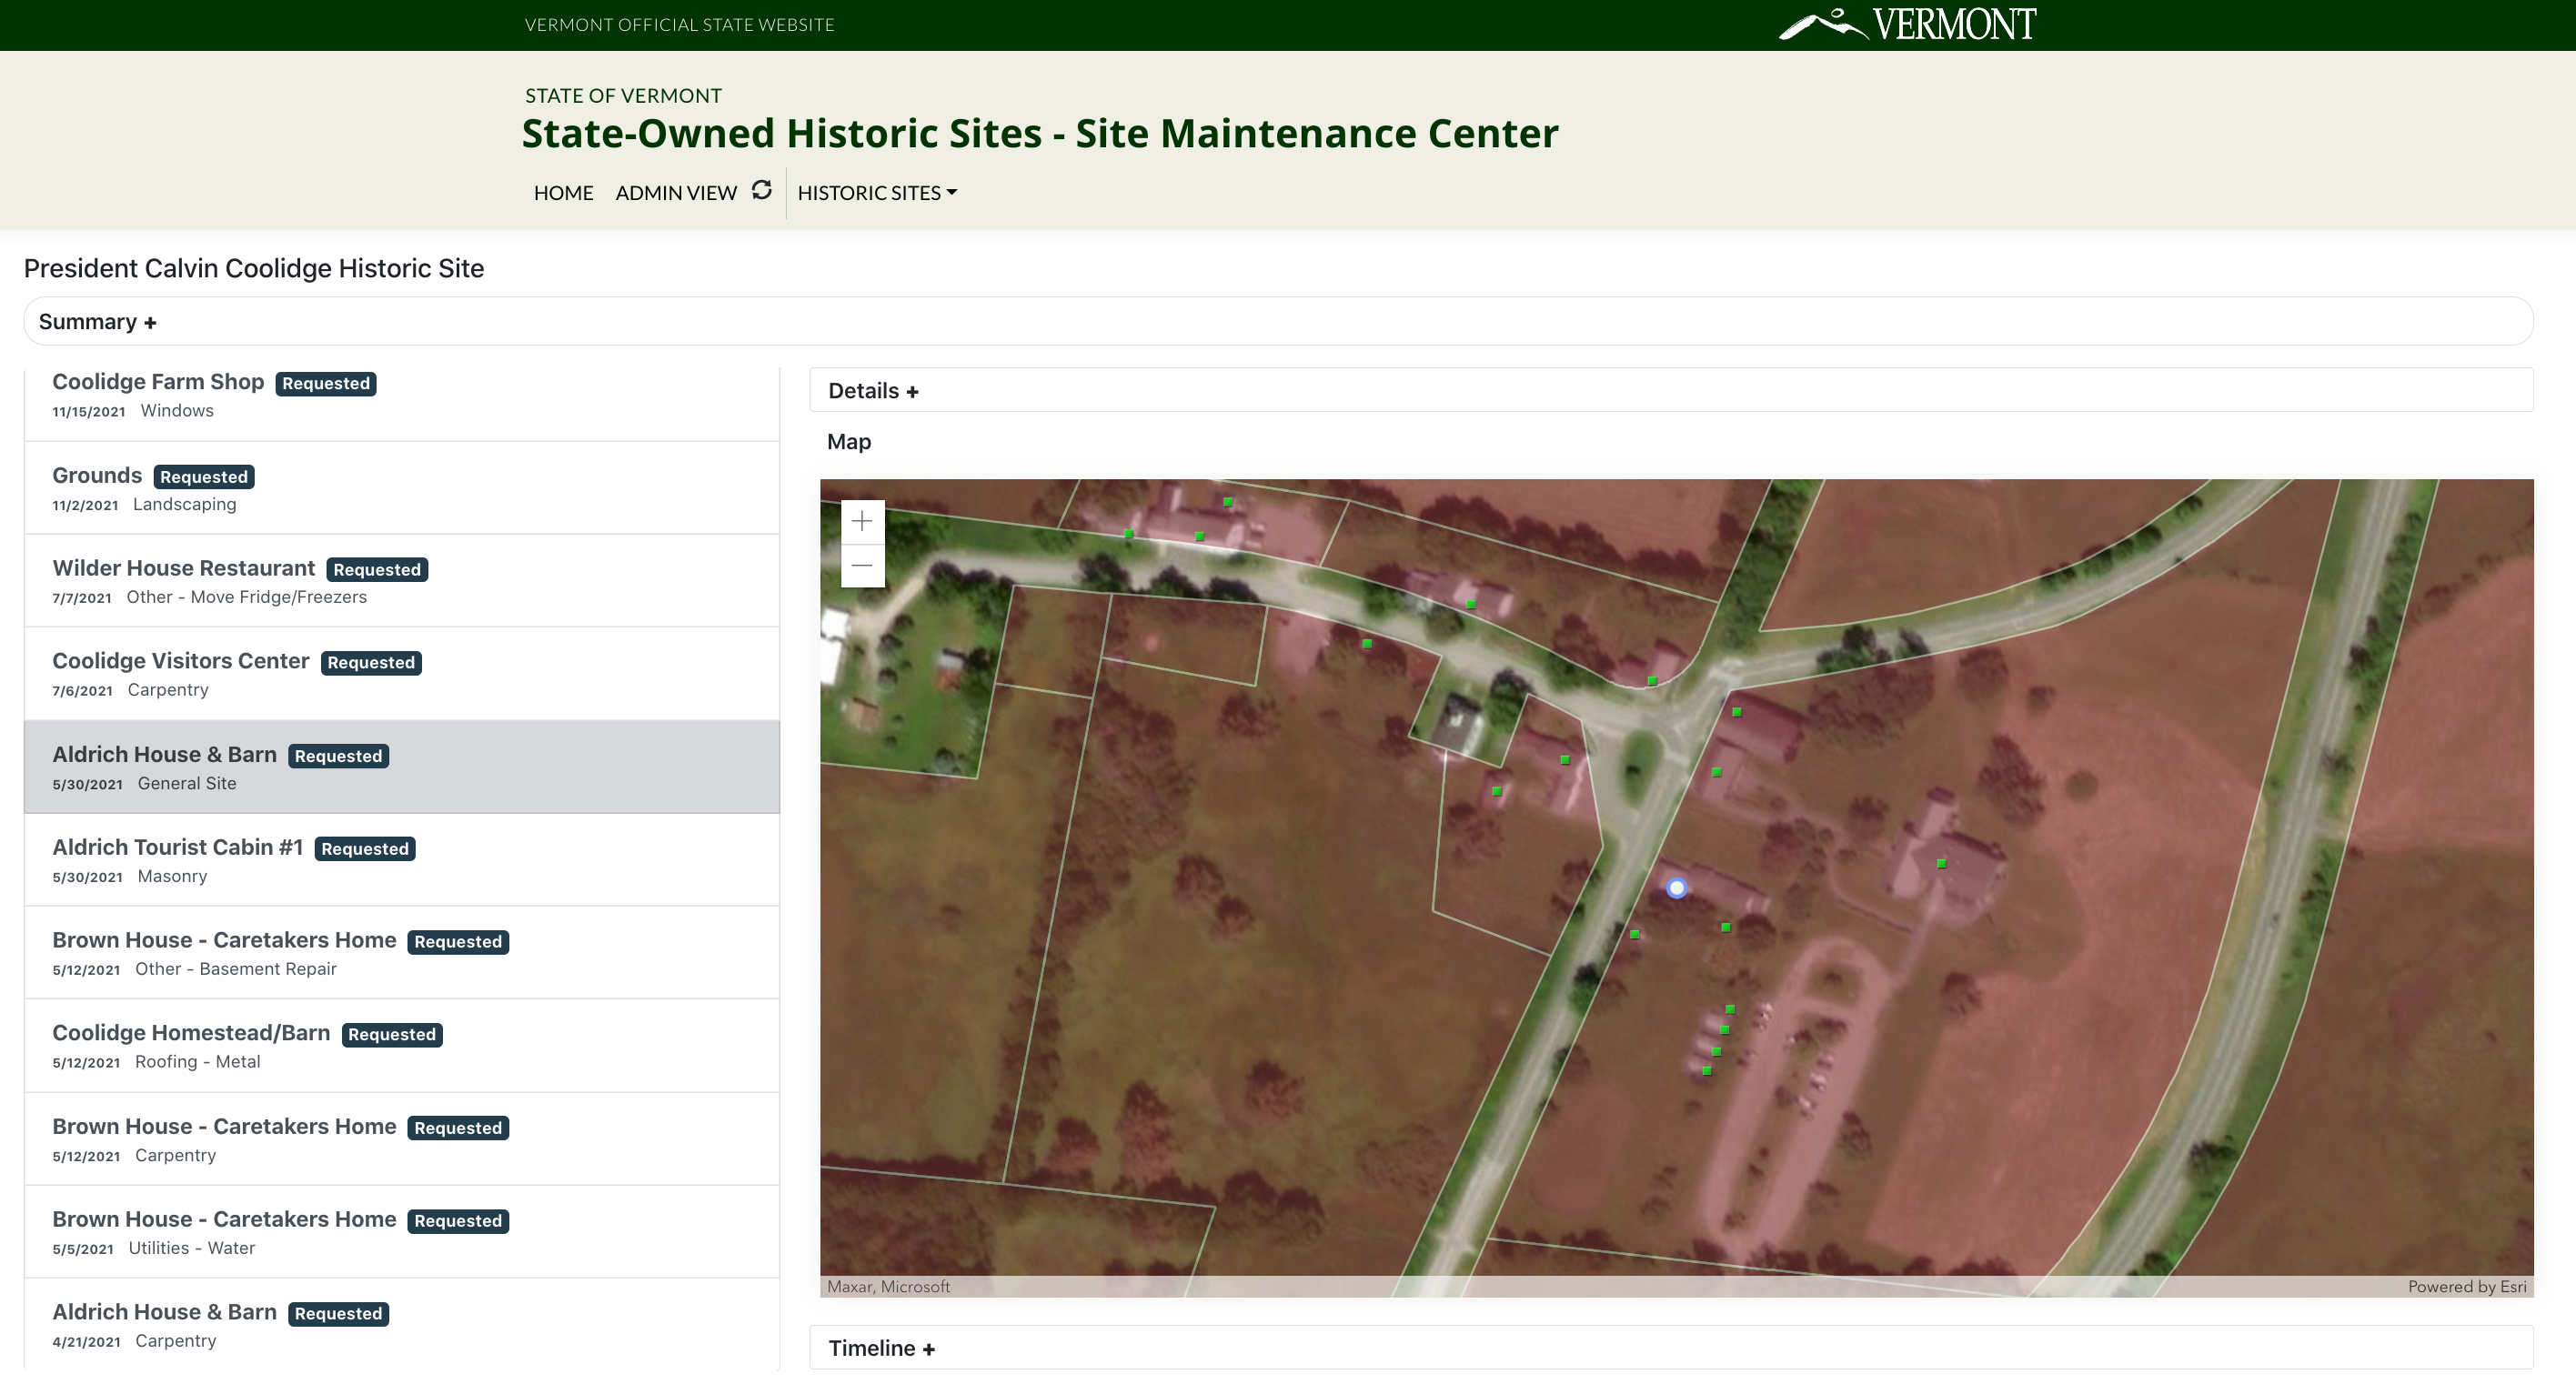 VERMONT OFFICIAL STATE WEBSITE
VERMONT
STATE OF VERMONT
State-Owned Historic Sites - Site Maintenance Center
HOME ADMIN VIEW HISTORIC SITES
President Calvin Coolidge Historic Site
Summary +
Coolidge Farm Shop Requested
11/15/2021 Windows
Grounds Requested
11/2/2021 Landscaping
Wilder House Restaurant Requested
7/7/2021 Other - Move Fridge/Freezers
Coolidge Visitors Center Requested
7/6/2021 Carpentry
Aldrich House & Barn Requested
5/30/2021 General Site
Aldrich Tourist Cabin #1 Requested
5/30/2021 Masonry
Brown House - Caretakers Home Requested
5/12/2021 Other - Basement Repair
Coolidge Homestead/Barn Requested
5/12/2021 Roofing - Metal
Brown House - Caretakers Home Requested
5/12/2021 Carpentry
Brown House - Caretakers Home Requested
5/5/2021 Utilities - Water
Aldrich House & Barn Requested
4/21/2021 Carpentry
Details +
Map
+
−
Maxar, Microsoft
Powered by Esri
Timeline +